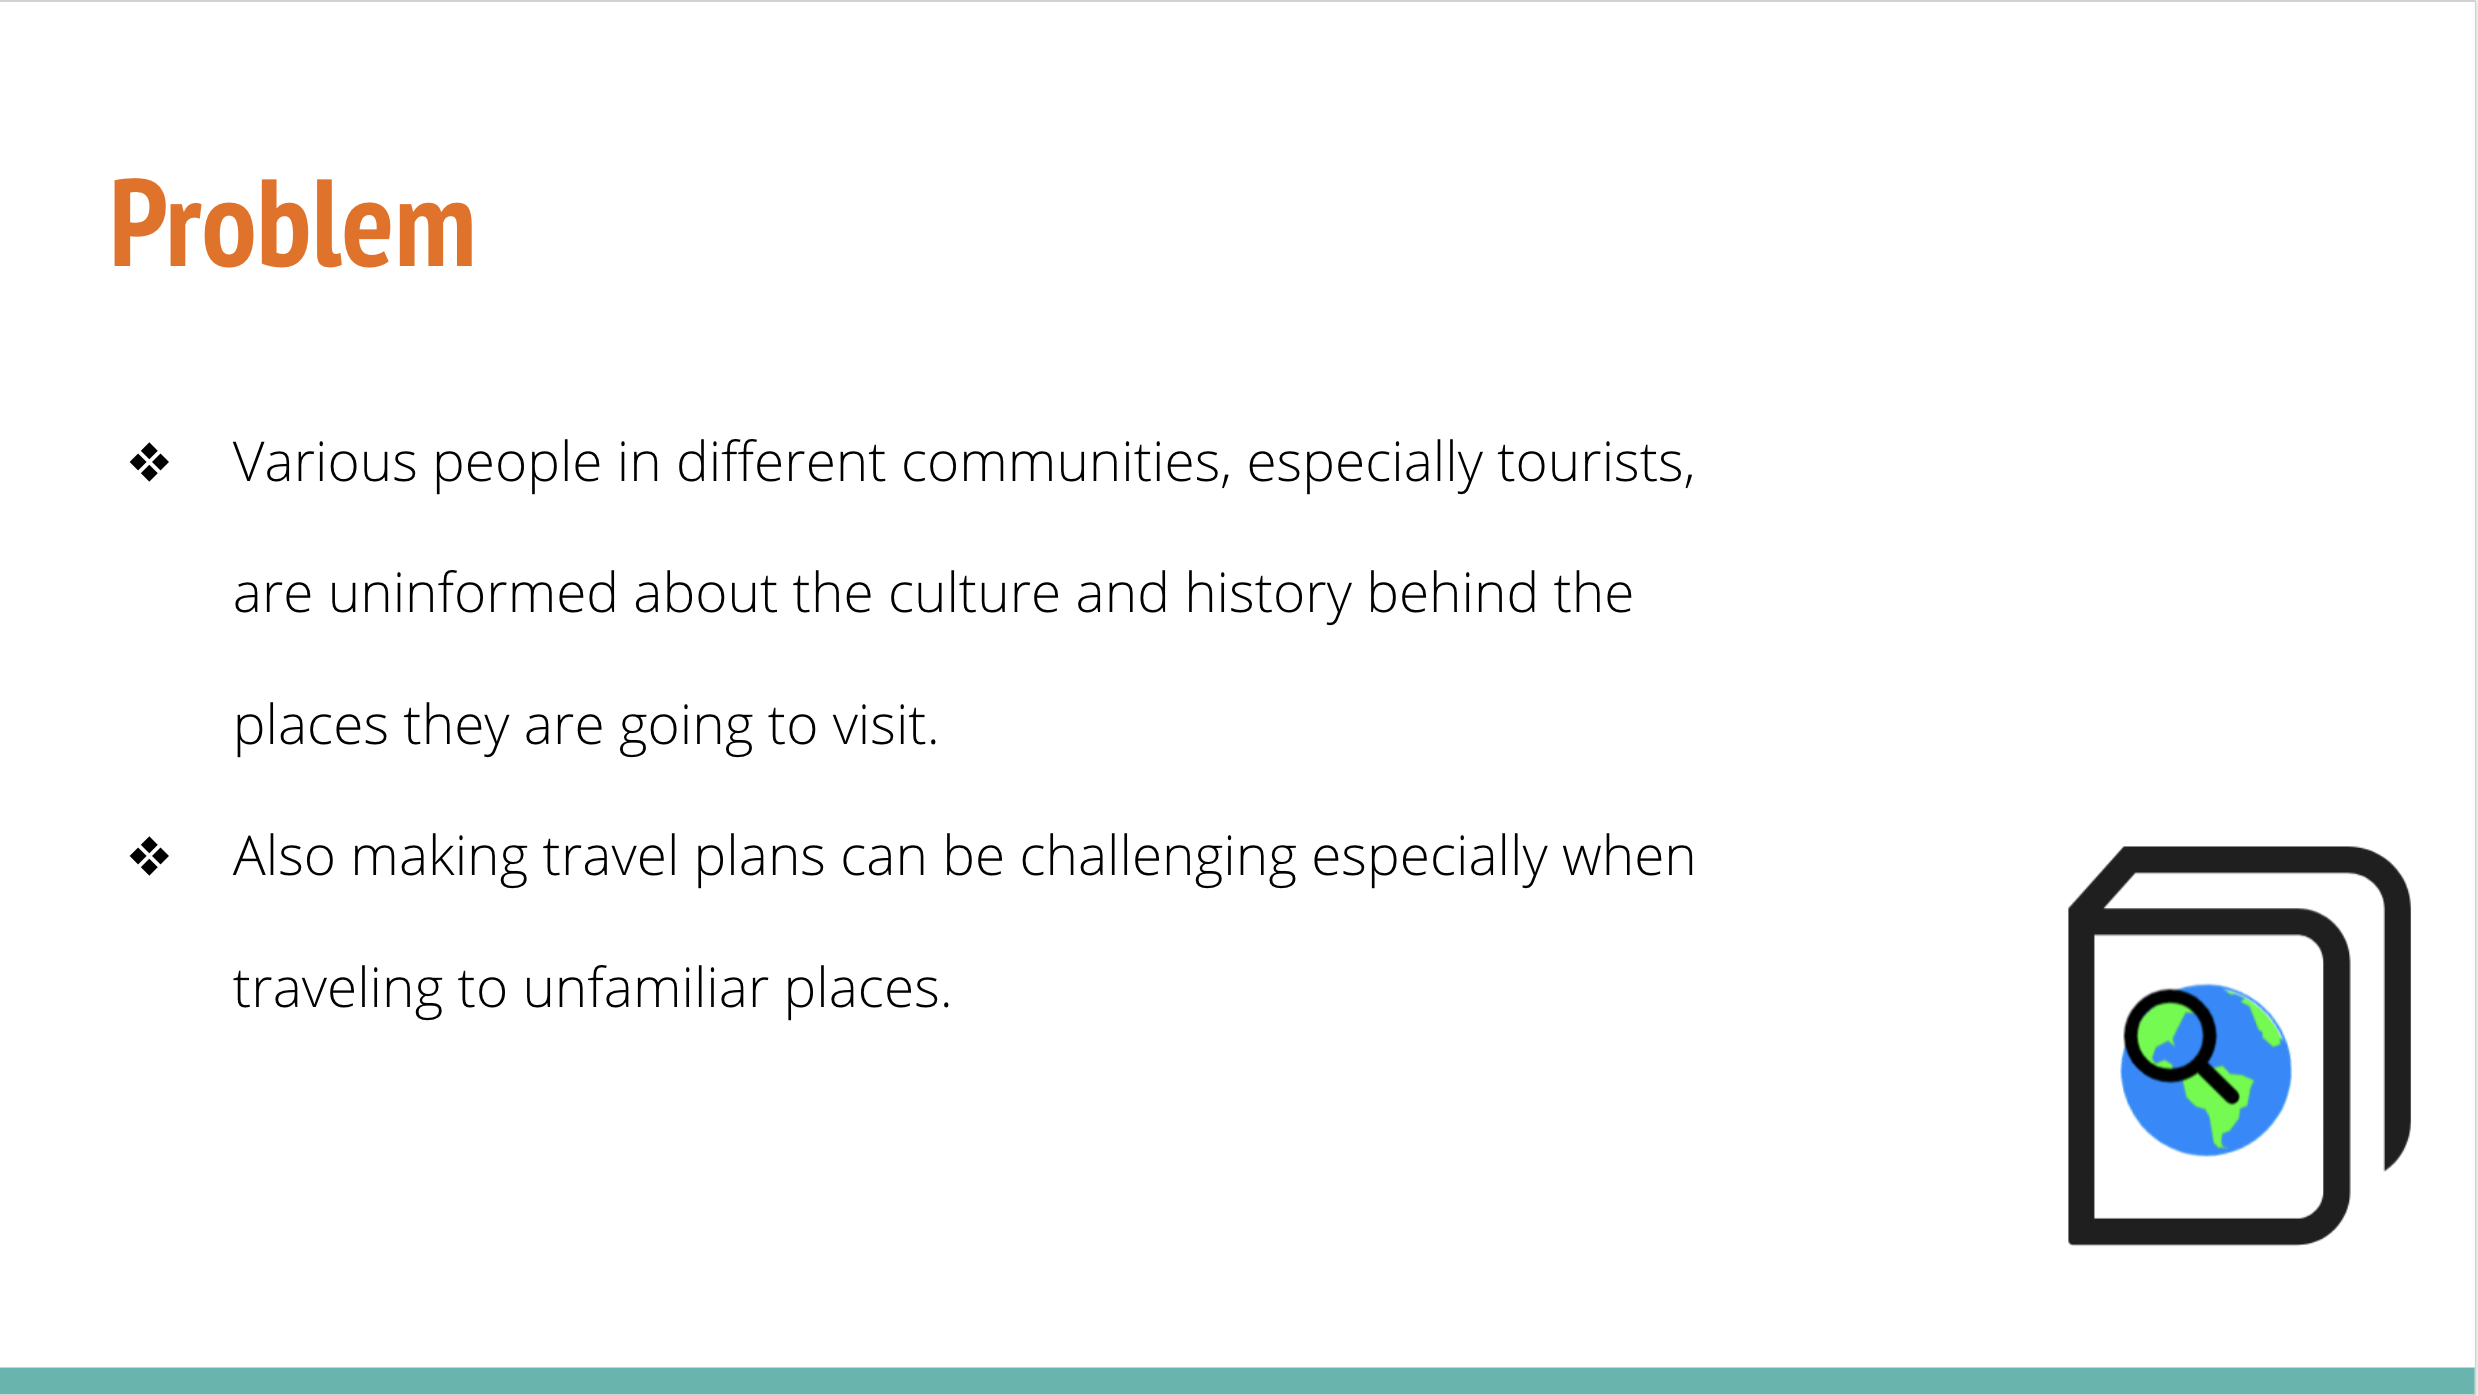 Problem
❖ Various people in different communities, especially tourists,
are uninformed about the culture and history behind the
places they are going to visit.
❖ Also making travel plans can be challenging especially when
traveling to unfamiliar places.